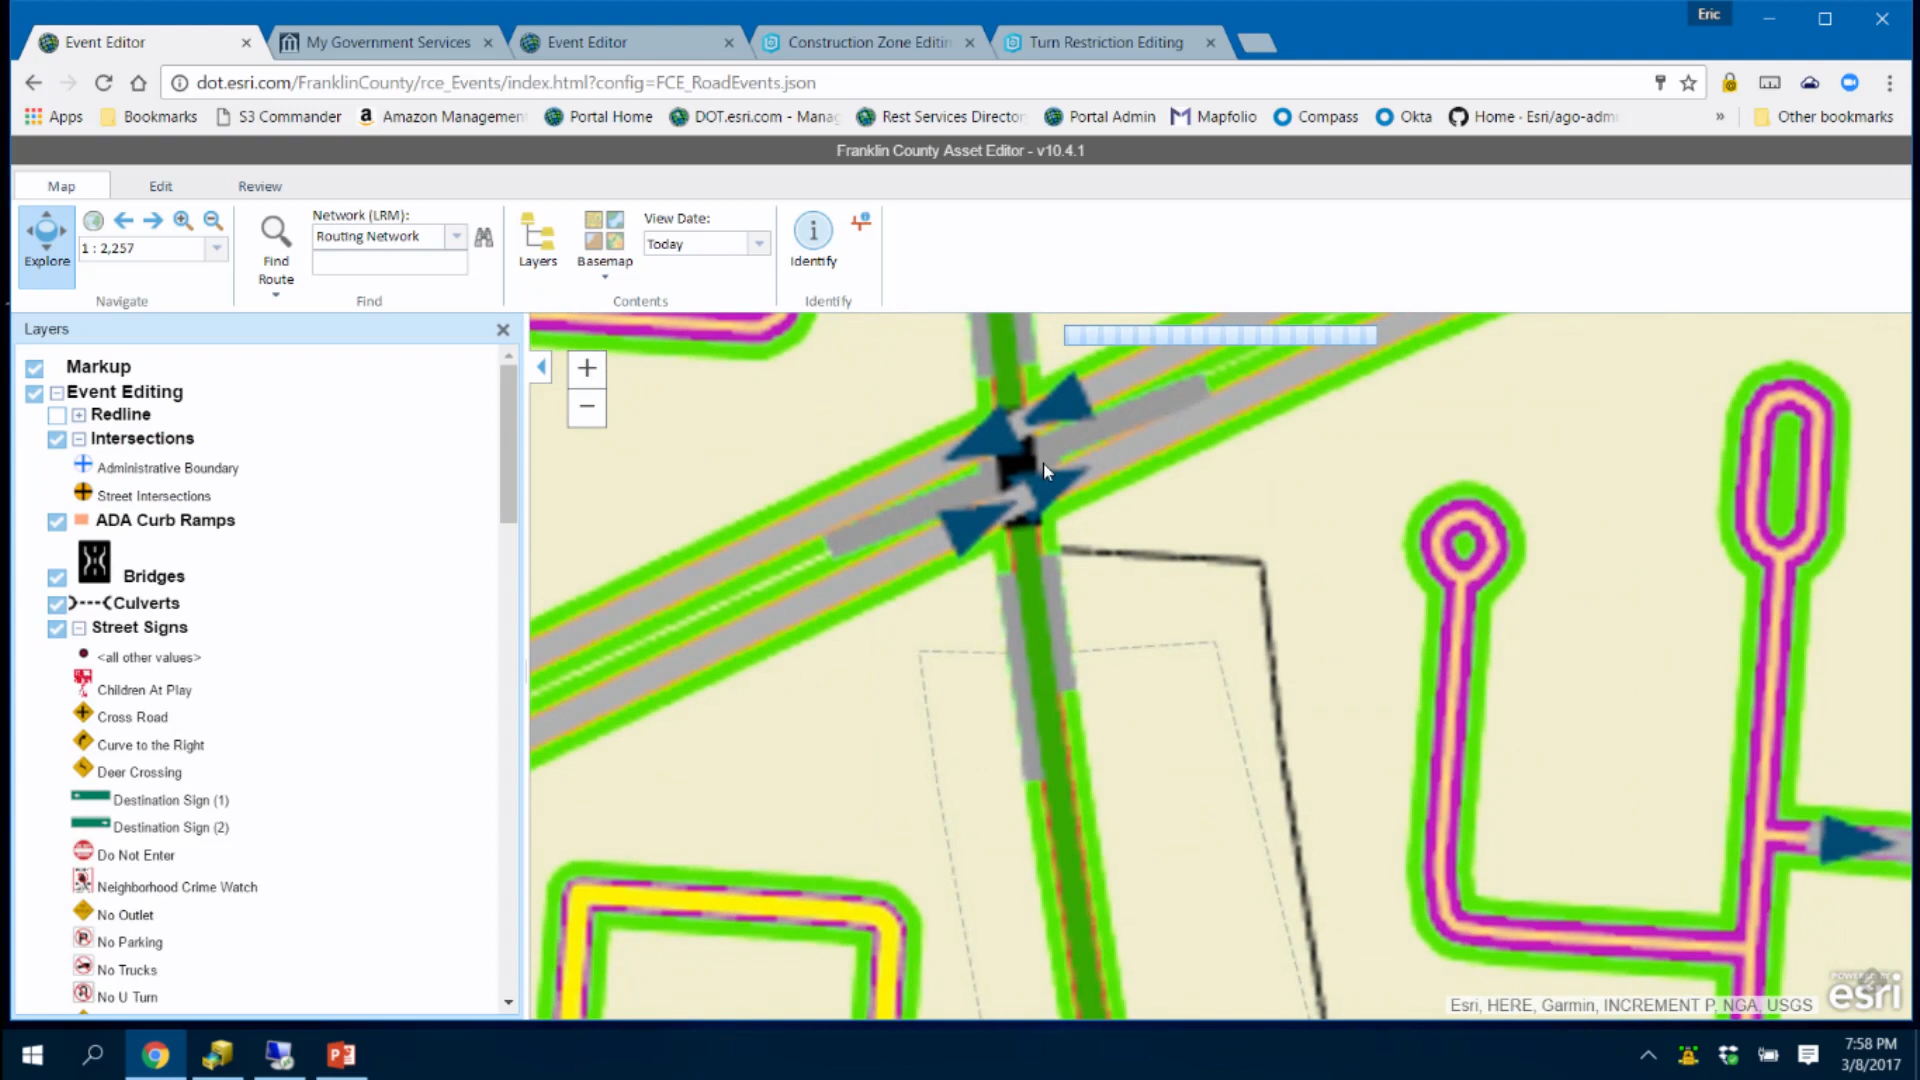 Eric
Event Editor
My Government Services
Event Editor
Construction Zone Editin
Turn Restriction Editing
dot.esri.com/FranklinCounty/rce_Events/index.html?config=FCE_RoadEvents.json
Apps
Bookmarks
S3 Commander
Amazon Managemen
Portal Home
DOT.esri.com - Mana
Rest Services Director
Portal Admin
Mapfolio
Compass
Okta
Home · Esri/ago-adm
»
Other bookmarks
Franklin County Asset Editor - v10.4.1
Map
Edit
Review
Explore
1 : 2,257
Navigate
Find
Route
Network (LRM):
Routing Network
Find
Layers
Basemap
View Date:
Today
Contents
Identify
Identify
Layers
Markup
Event Editing
Redline
Intersections
Administrative Boundary
Street Intersections
ADA Curb Ramps
Bridges
Culverts
Street Signs
<all other values>
Children At Play
Cross Road
Curve to the Right
Deer Crossing
Destination Sign (1)
Destination Sign (2)
Do Not Enter
Neighborhood Crime Watch
No Outlet
No Parking
No Trucks
No U Turn
+
−
POWERED BY
esri
Esri, HERE, Garmin, INCREMENT P, NGA, USGS
7:58 PM
3/8/2017